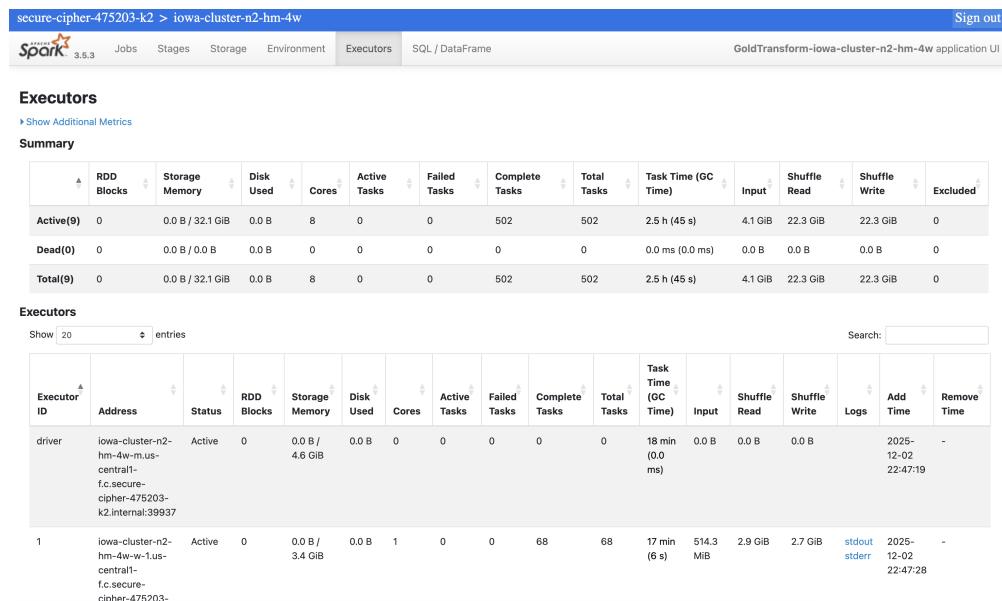 secure-cipher-475203-k2 > iowa-cluster-n2-hm-4w Sign out
APACHE Spark 3.5.3 Jobs Stages Storage Environment Executors SQL / DataFrame GoldTransform-iowa-cluster-n2-hm-4w application UI
Executors
Show Additional Metrics
Summary
RDD Blocks Storage Memory Disk Used Cores Active Tasks Failed Tasks Complete Tasks Total Tasks Task Time (GC Time) Input Shuffle Read Shuffle Write Excluded
Active(9) 0 0.0 B / 32.1 GiB 0.0 B 8 0 0 502 502 2.5 h (45 s) 4.1 GiB 22.3 GiB 22.3 GiB 0
Dead(0) 0 0.0 B / 0.0 B 0.0 B 0 0 0 0 0 0.0 ms (0.0 ms) 0.0 B 0.0 B 0.0 B 0
Total(9) 0 0.0 B / 32.1 GiB 0.0 B 8 0 0 502 502 2.5 h (45 s) 4.1 GiB 22.3 GiB 22.3 GiB 0
Executors
Show 20 entries Search:
Executor ID Address Status RDD Blocks Storage Memory Disk Used Cores Active Tasks Failed Tasks Complete Tasks Total Tasks Task Time (GC Time) Input Shuffle Read Shuffle Write Logs Add Time Remove Time
driver iowa-cluster-n2-hm-4w-m.us-central1-f.c.secure-cipher-475203-k2.internal:39937 Active 0 0.0 B / 4.6 GiB 0.0 B 0 0 0 0 0 18 min (0.0 ms) 0.0 B 0.0 B 0.0 B 2025-12-02 22:47:19 -
1 iowa-cluster-n2-hm-4w-w-1.us-central1-f.c.secure-cipher-475203- Active 0 0.0 B / 3.4 GiB 0.0 B 1 0 0 68 68 17 min (6 s) 514.3 MiB 2.9 GiB 2.7 GiB stdout stderr 2025-12-02 22:47:28 -